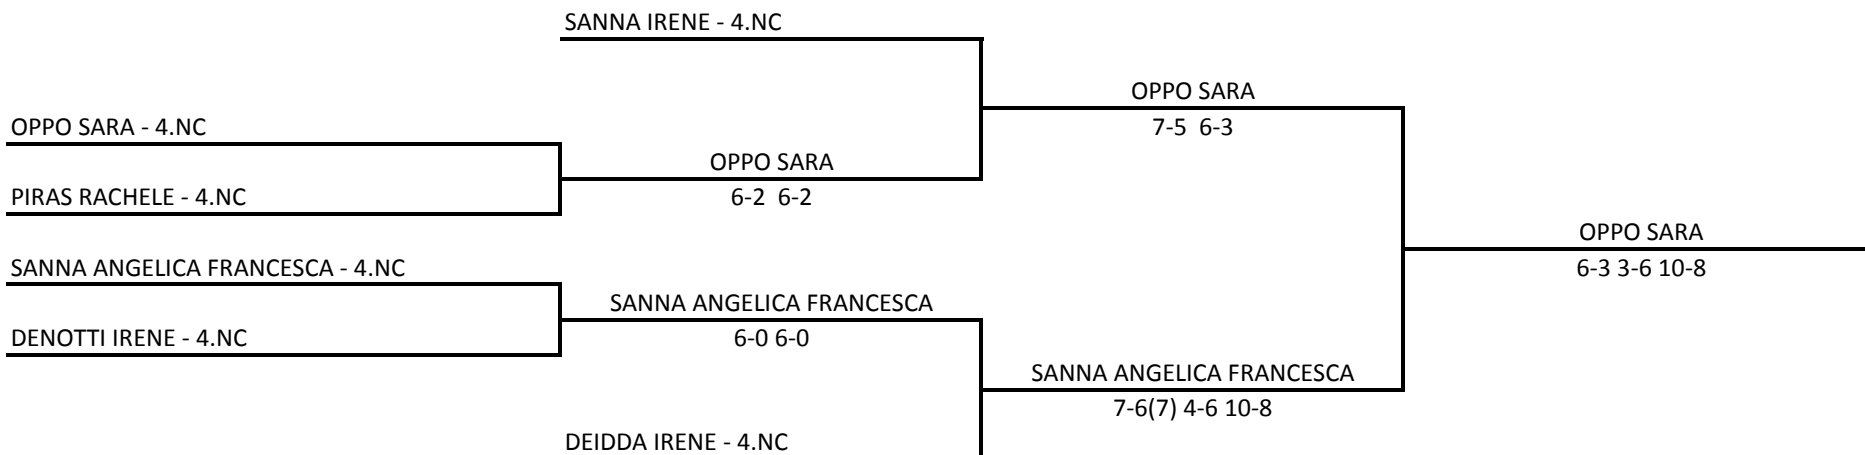 SANNA IRENE - 4.NC
OPPO SARA
OPPO SARA - 4.NC
7-5  6-3
OPPO SARA
PIRAS RACHELE - 4.NC
6-2  6-2
OPPO SARA
SANNA ANGELICA FRANCESCA - 4.NC
6-3 3-6 10-8
SANNA ANGELICA FRANCESCA
DENOTTI IRENE - 4.NC
6-0 6-0
SANNA ANGELICA FRANCESCA
7-6(7) 4-6 10-8
DEIDDA IRENE - 4.NC